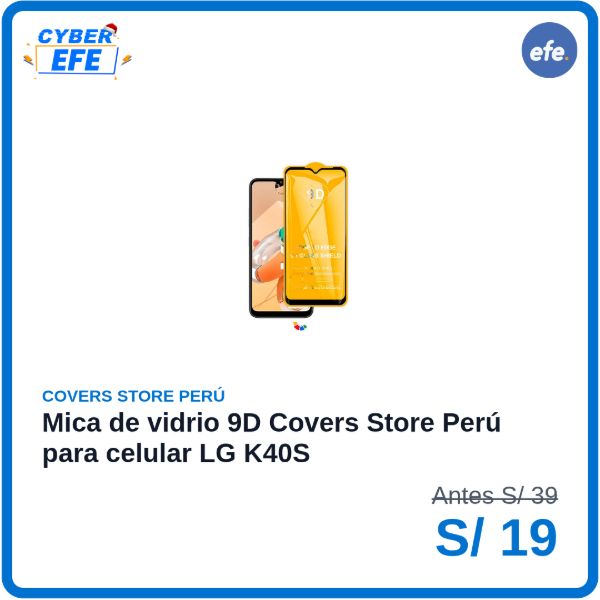 CYBER
EFE
efe.
9D
COVERS STORE PERÚ
Mica de vidrio 9D Covers Store Perú
para celular LG K40S
Antes S/ 39
S/ 19